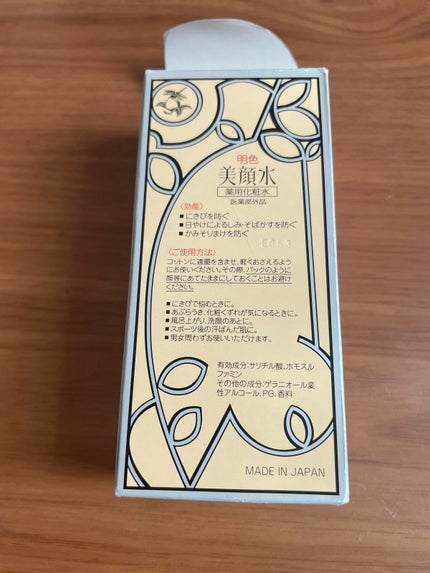 明色
美顔水
薬用化粧水
医薬部外品
〈効能〉
■にきびを防ぐ
■日やけによるしみ・そばかすを防ぐ
■かみそりまけを防ぐ
〈ご使用方法〉
コットンに適量を含ませ、軽くおさえるように
お使いください。その際、パックのように
顔等にあてたままにしておくことはお避け
ください。
■にきびで悩むときに。
■あぶらうき、化粧くずれが気になるときに。
■風呂上がり、洗顔のあとに。
■スポーツ後の汗ばんだ肌に。
■男女問わずお使いいただけます。
有効成分:サリチル酸、ホモスル
ファミン
その他の成分:ゲラニオール変
性アルコール、PG、香料
MADE IN JAPAN